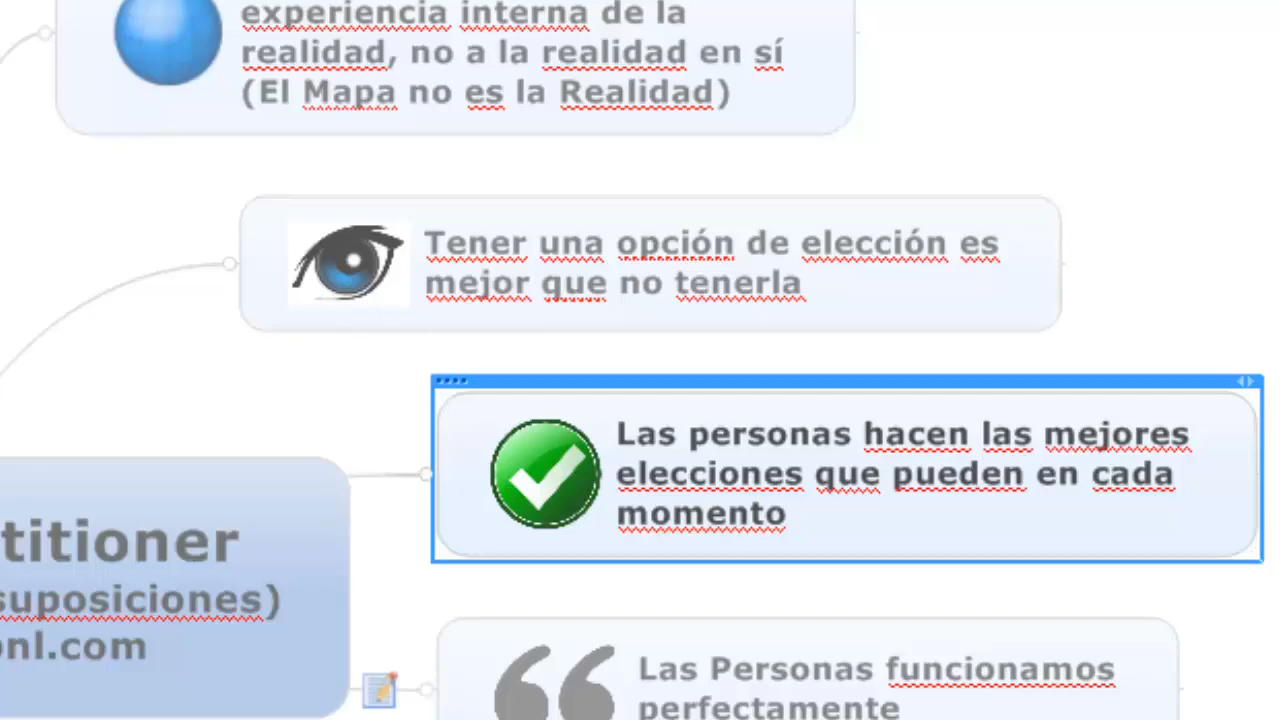 experiencia interna de la
realidad, no a la realidad en sí
(El Mapa no es la Realidad)
Tener una opción de elección es
mejor que no tenerla
Las personas hacen las mejores
elecciones que pueden en cada
momento
titioner
suposiciones)
onl.com
Las Personas funcionamos
perfectamente